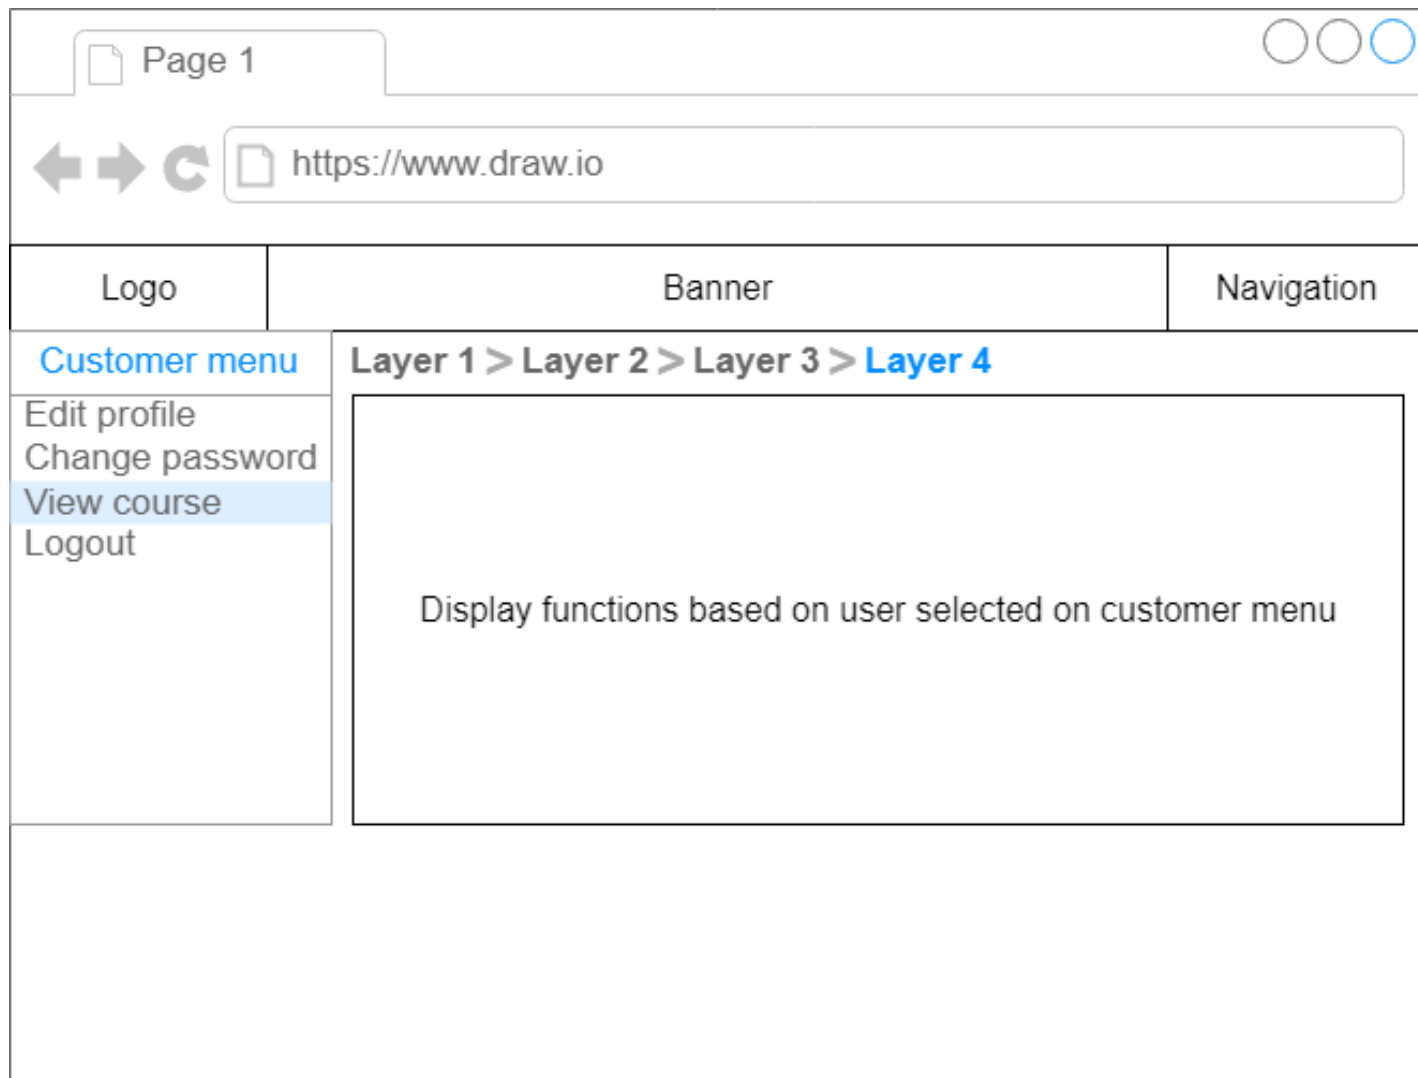 Page 1
https://www.draw.io
Logo
Banner
Navigation
Customer menu
Layer 1 > Layer 2 > Layer 3 > Layer 4
Edit profile
Change password
View course
Logout
Display functions based on user selected on customer menu